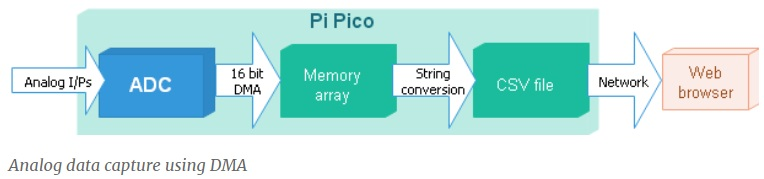 Pi Pico
Analog I/Ps
ADC
16 bit
DMA
Memory
array
String
conversion
CSV file
Network
Web
browser
Analog data capture using DMA